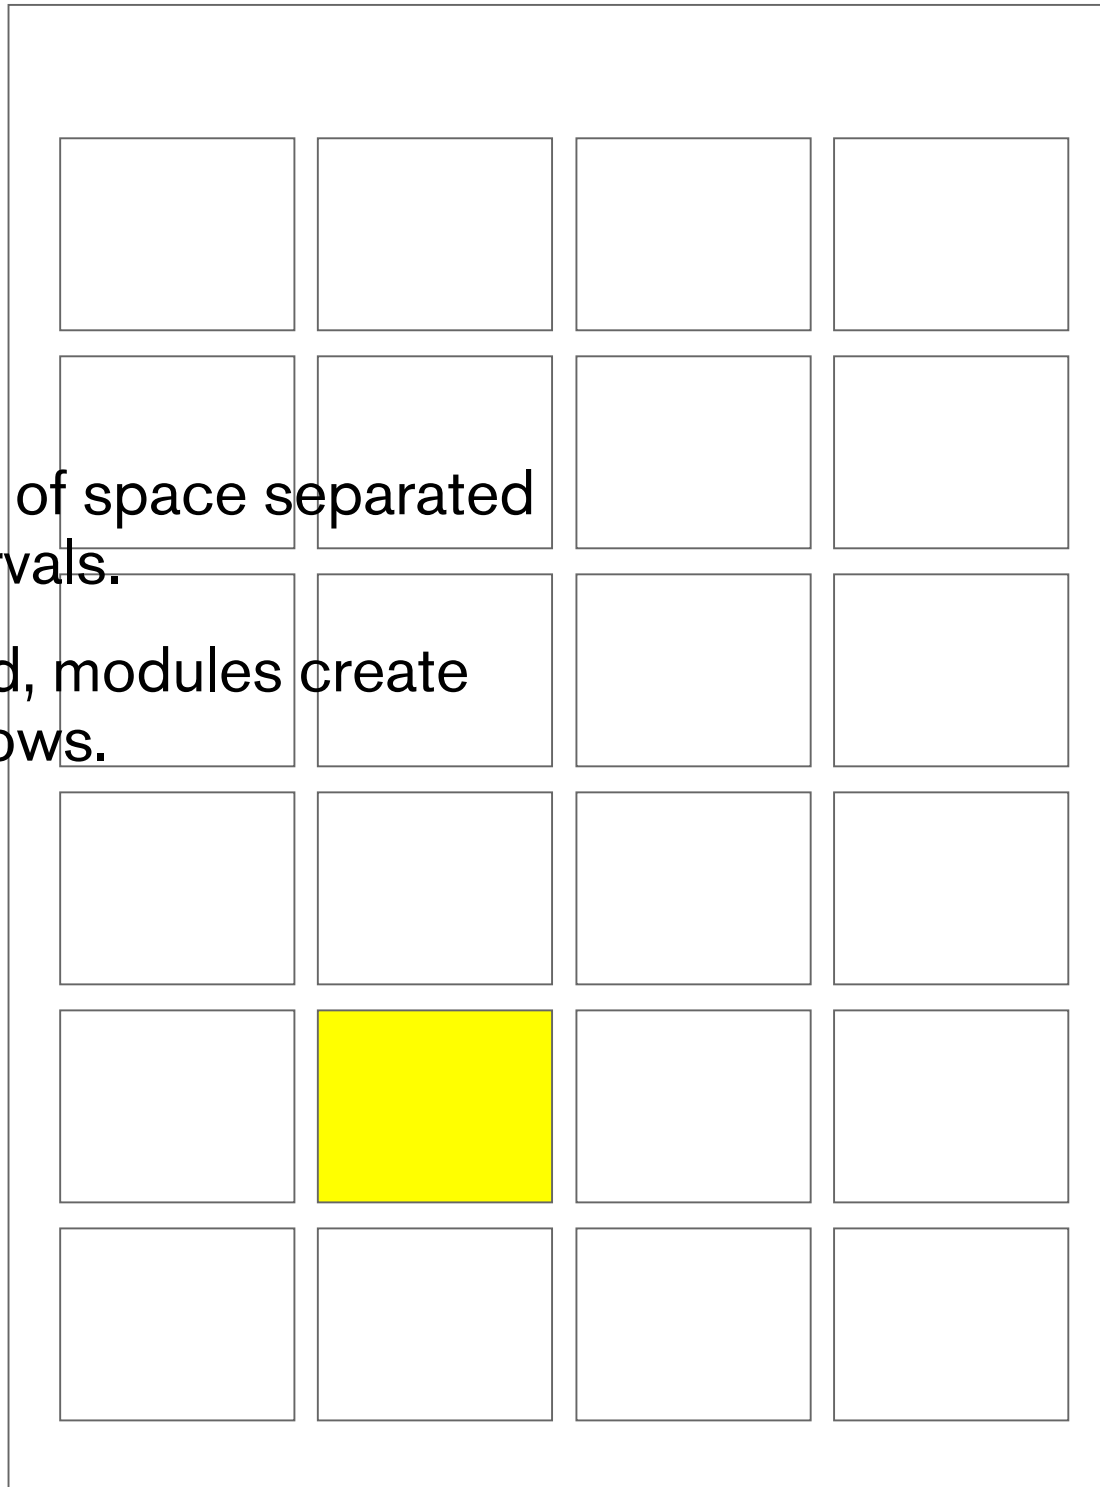 of space separated
vals.
, modules create
ows.